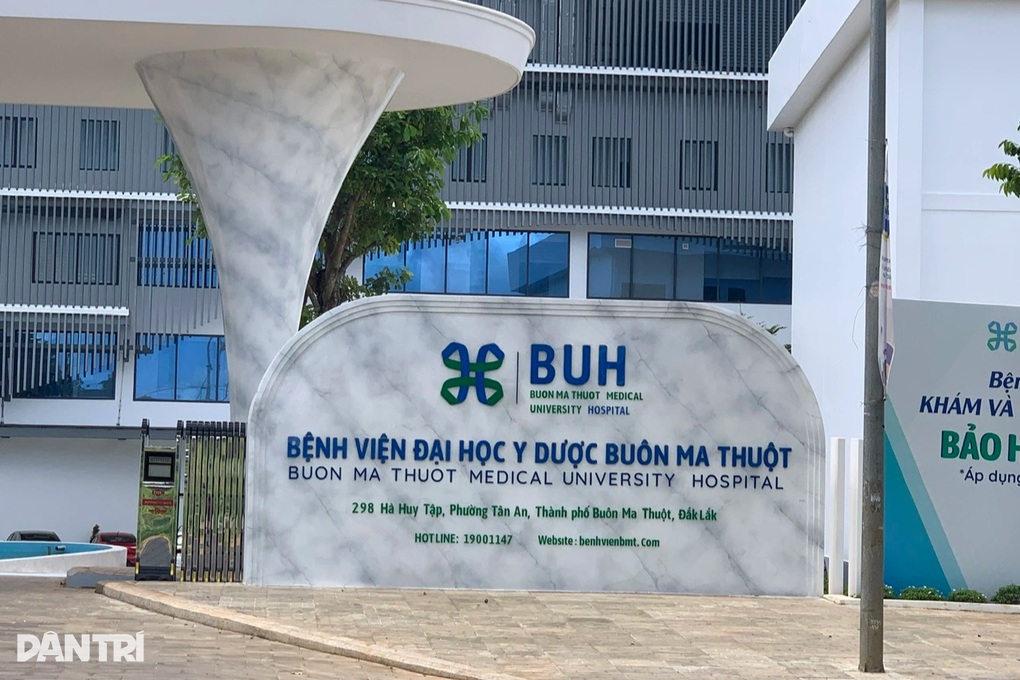 BUH
BUON MA THUOT MEDICAL
UNIVERSITY HOSPITAL
BỆNH VIỆN ĐẠI HỌC Y DƯỢC BUÔN MA THUỘT
BUON MA THUOT MEDICAL UNIVERSITY HOSPITAL
298 Hà Huy Tập, Phường Tân An, Thành phố Buôn Ma Thuột, Đắk Lắk
HOTLINE: 19001147 Website: benhvienbmt.Com
Bện
KHÁM VÀ
BẢO H
*Áp dụng
DÂN TRÍ